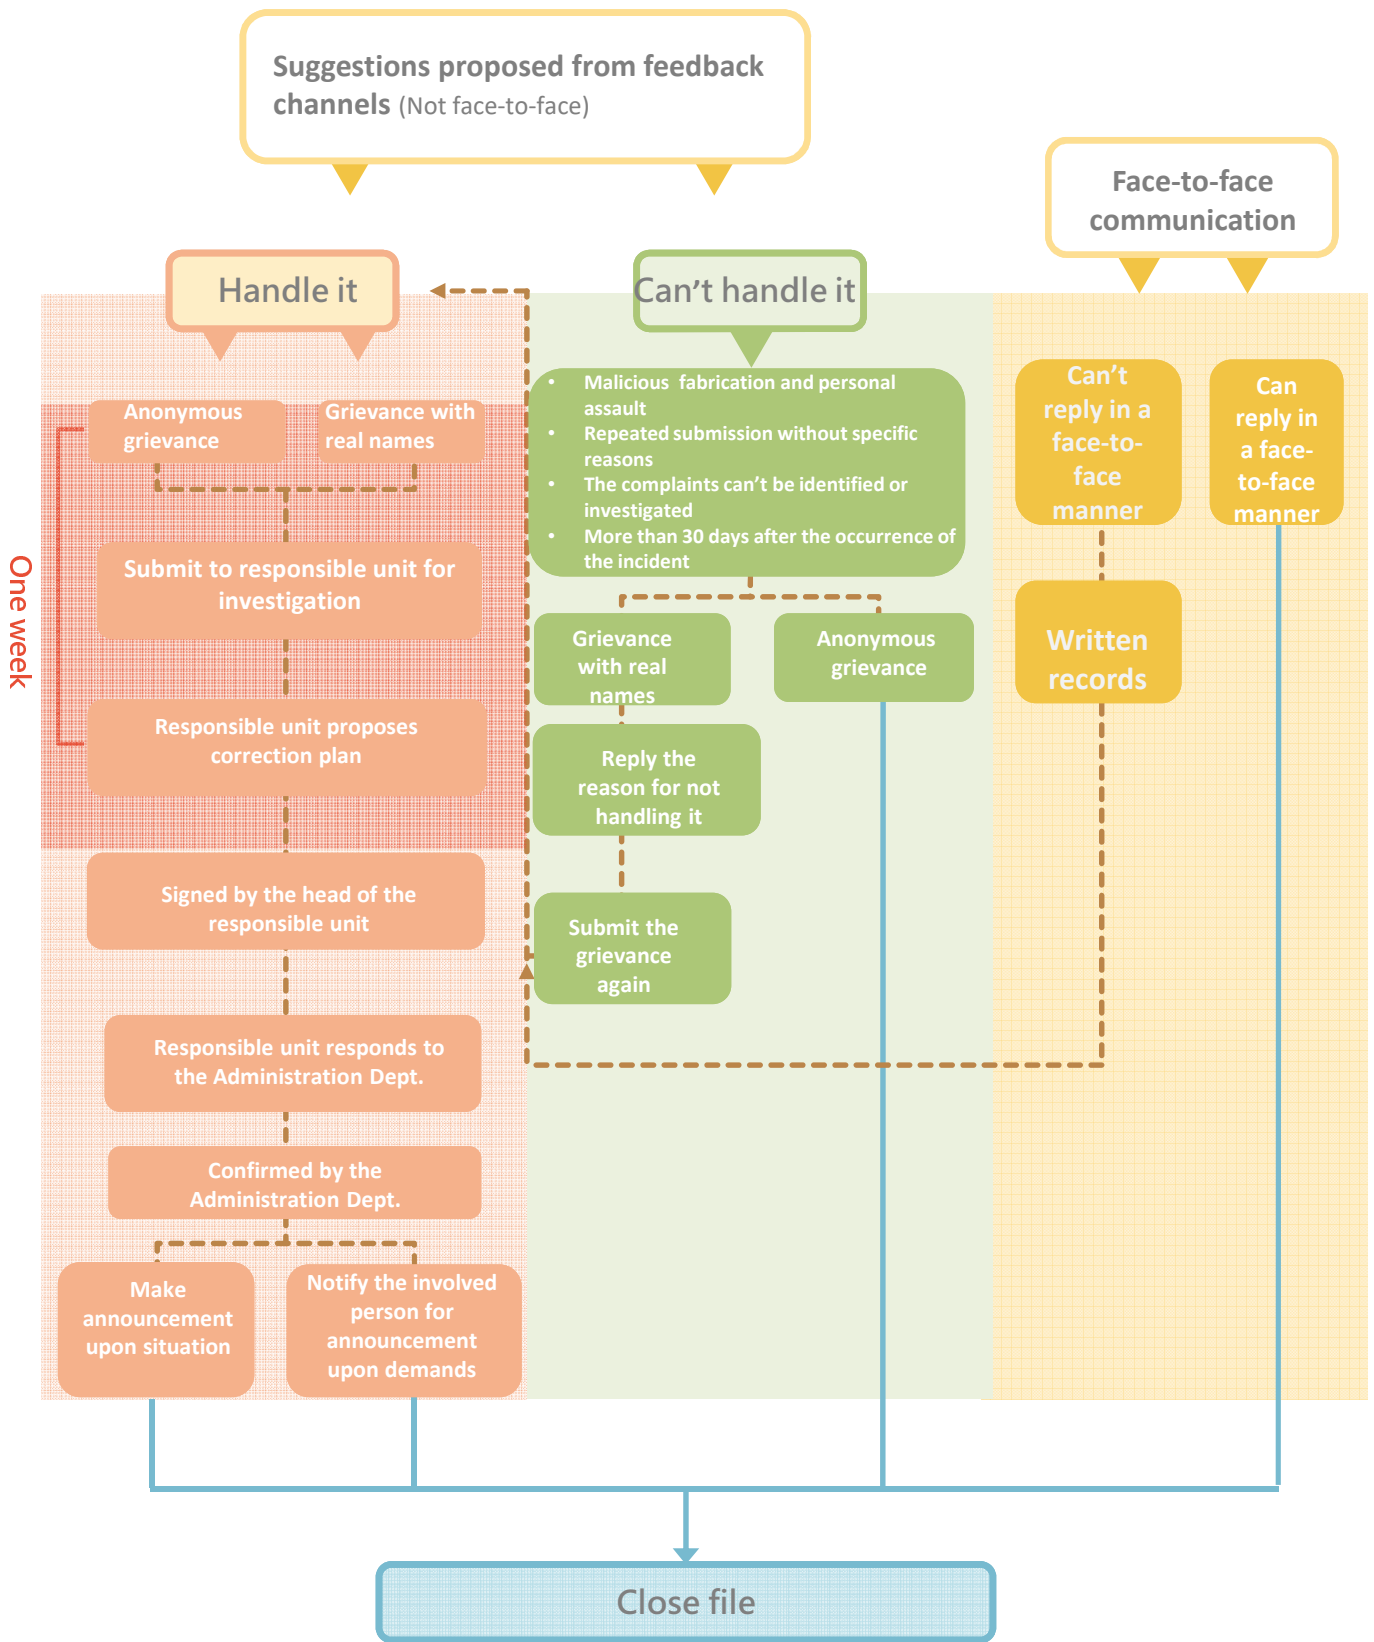 Suggestions proposed from feedback
channels (Not face-to-face)
Face-to-face
communication
Handle it
Can't handle it
Anonymous
grievance
Grievance with
real names
One week
Submit to responsible unit for
investigation
Responsible unit proposes
correction plan
Signed by the head of the
responsible unit
Responsible unit responds to
the Administration Dept.
Confirmed by the
Administration Dept.
Make
announcement
upon situation
Notify the involved
person for
announcement
upon demands
• Malicious fabrication and personal
assault
• Repeated submission without specific
reasons
• The complaints can't be identified or
investigated
• More than 30 days after the occurrence of
the incident
Grievance
with real
names
Anonymous
grievance
Reply the
reason for not
handling it
Submit the
grievance
again
Can't
reply in a
face-to-
face
manner
Can
reply in
a face-
to-face
manner
Written
records
Close file